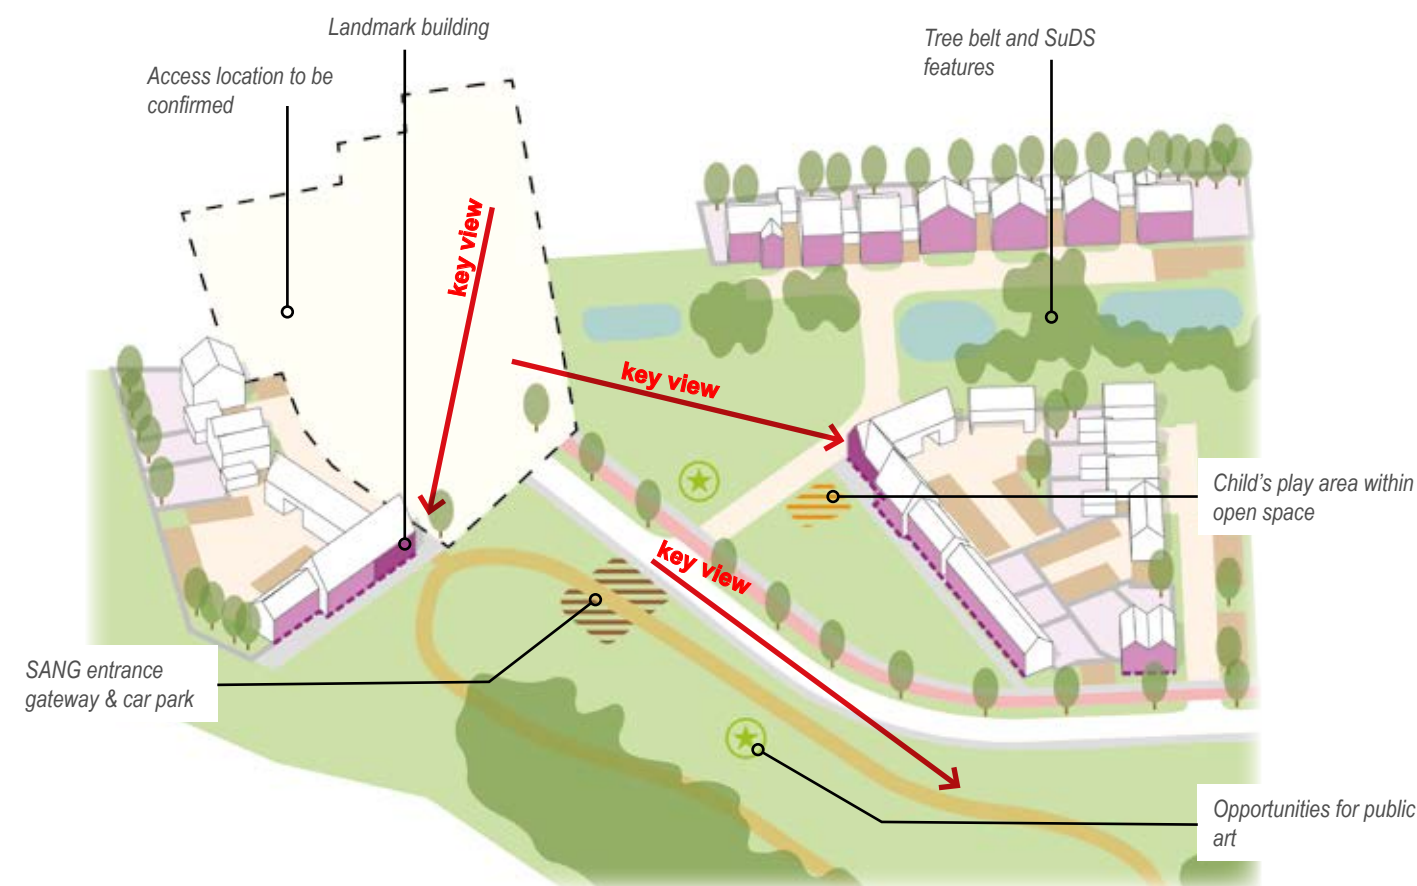 Landmark building
Access location to be
confirmed
Tree belt and SuDS
features
key view
key view
key view
Child's play area within
open space
SANG entrance
gateway & car park
Opportunities for public
art